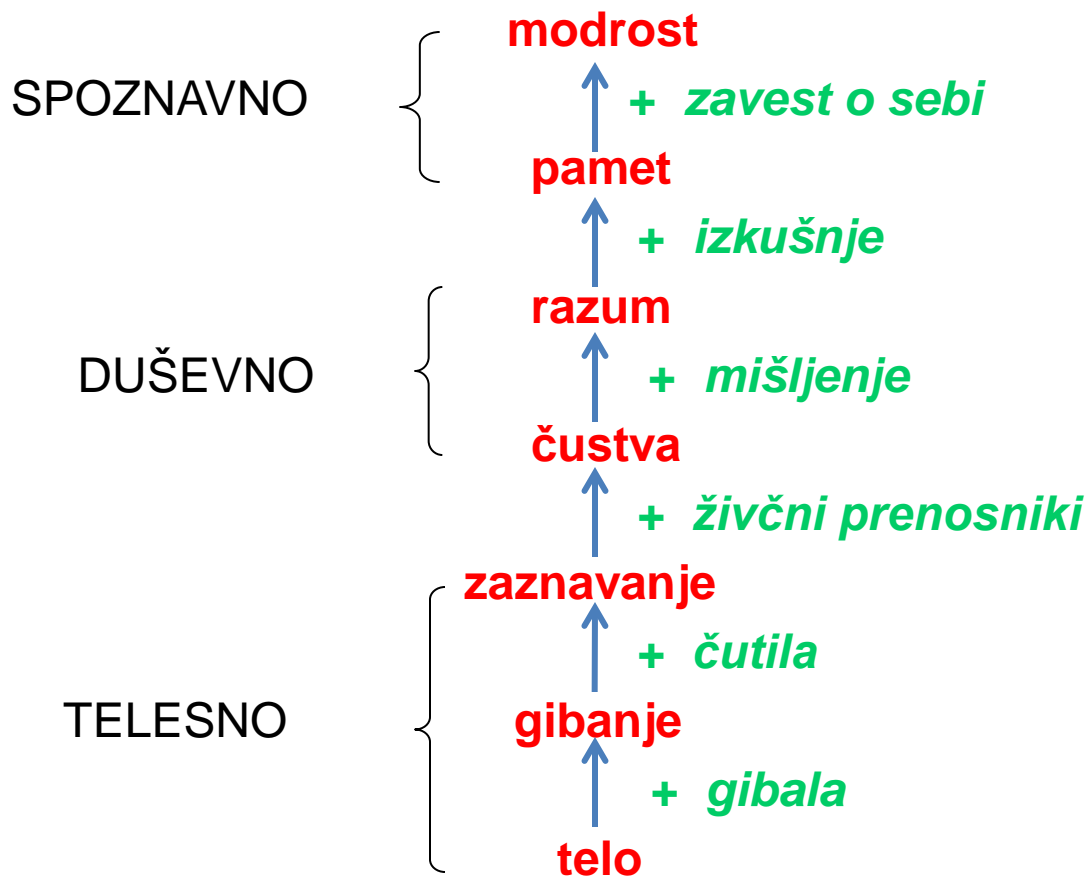 modrost
SPOZNAVNO
+ zavest o sebi
pamet
+ izkušnje
razum
DUŠEVNO
+ mišljenje
čustva
+ živčni prenosniki
zaznavanje
+ čutila
TELESNO
gibanje
+ gibala
telo